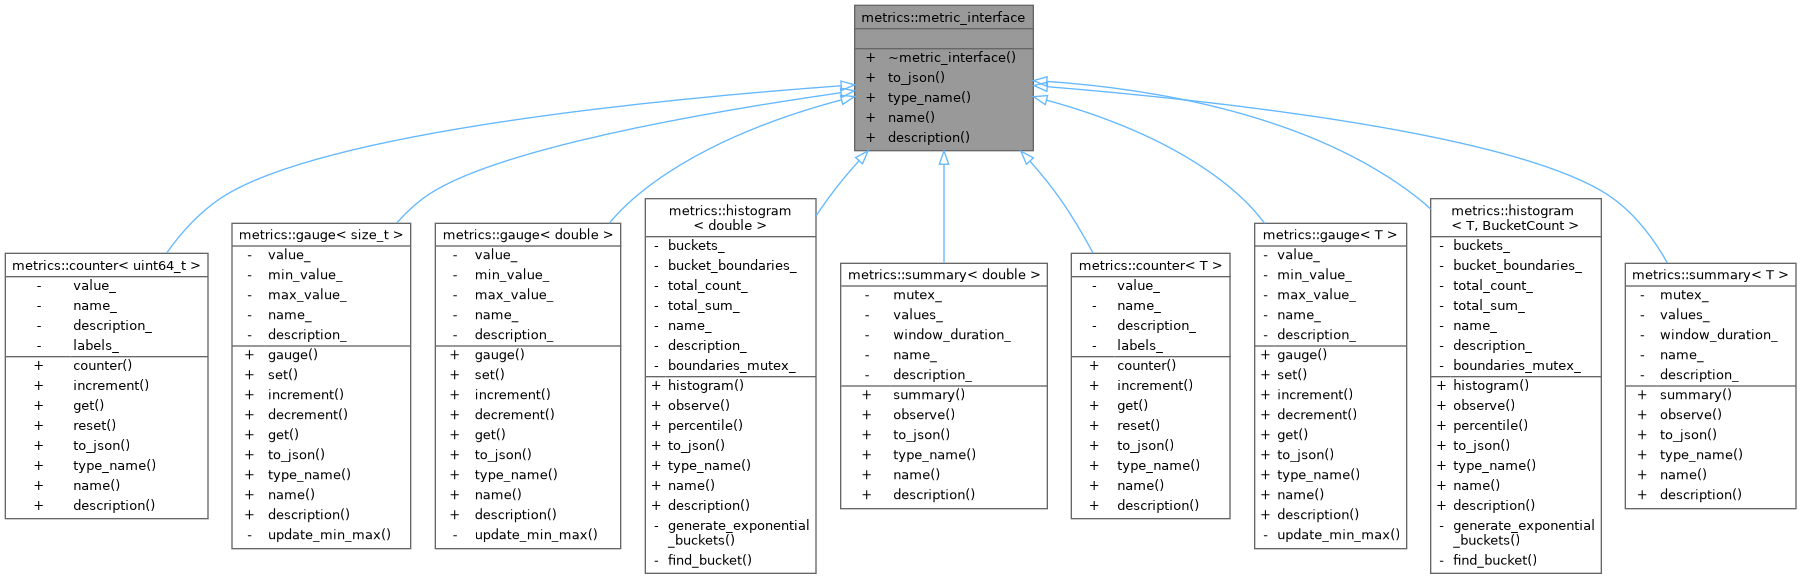 metrics::metric_interface
+ ~metric_interface()
+ to_json()
+ type_name()
+ name()
+ description()
metrics::counter< uint64_t >
- value_
- name_
- description_
- labels_
+ counter()
+ increment()
+ get()
+ reset()
+ to_json()
+ type_name()
+ name()
+ description()
metrics::gauge< size_t >
- value_
- min_value_
- max_value_
- name_
- description_
+ gauge()
+ set()
+ increment()
+ decrement()
+ get()
+ to_json()
+ type_name()
+ name()
+ description()
- update_min_max()
metrics::gauge< double >
- value_
- min_value_
- max_value_
- name_
- description_
+ gauge()
+ set()
+ increment()
+ decrement()
+ get()
+ to_json()
+ type_name()
+ name()
+ description()
- update_min_max()
metrics::histogram
< double >
- buckets_
- bucket_boundaries_
- total_count_
- total_sum_
- name_
- description_
- boundaries_mutex_
+ histogram()
+ observe()
+ percentile()
+ to_json()
+ type_name()
+ name()
+ description()
- generate_exponential
_buckets()
- find_bucket()
metrics::summary< double >
- mutex_
- values_
- window_duration_
- name_
- description_
+ summary()
+ observe()
+ to_json()
+ type_name()
+ name()
+ description()
metrics::counter< T >
- value_
- name_
- description_
- labels_
+ counter()
+ increment()
+ get()
+ reset()
+ to_json()
+ type_name()
+ name()
+ description()
metrics::gauge< T >
- value_
- min_value_
- max_value_
- name_
- description_
+ gauge()
+ set()
+ increment()
+ decrement()
+ get()
+ to_json()
+ type_name()
+ name()
+ description()
- update_min_max()
metrics::histogram
< T, BucketCount >
- buckets_
- bucket_boundaries_
- total_count_
- total_sum_
- name_
- description_
- boundaries_mutex_
+ histogram()
+ observe()
+ percentile()
+ to_json()
+ type_name()
+ name()
+ description()
- generate_exponential
_buckets()
- find_bucket()
metrics::summary< T >
- mutex_
- values_
- window_duration_
- name_
- description_
+ summary()
+ observe()
+ to_json()
+ type_name()
+ name()
+ description()